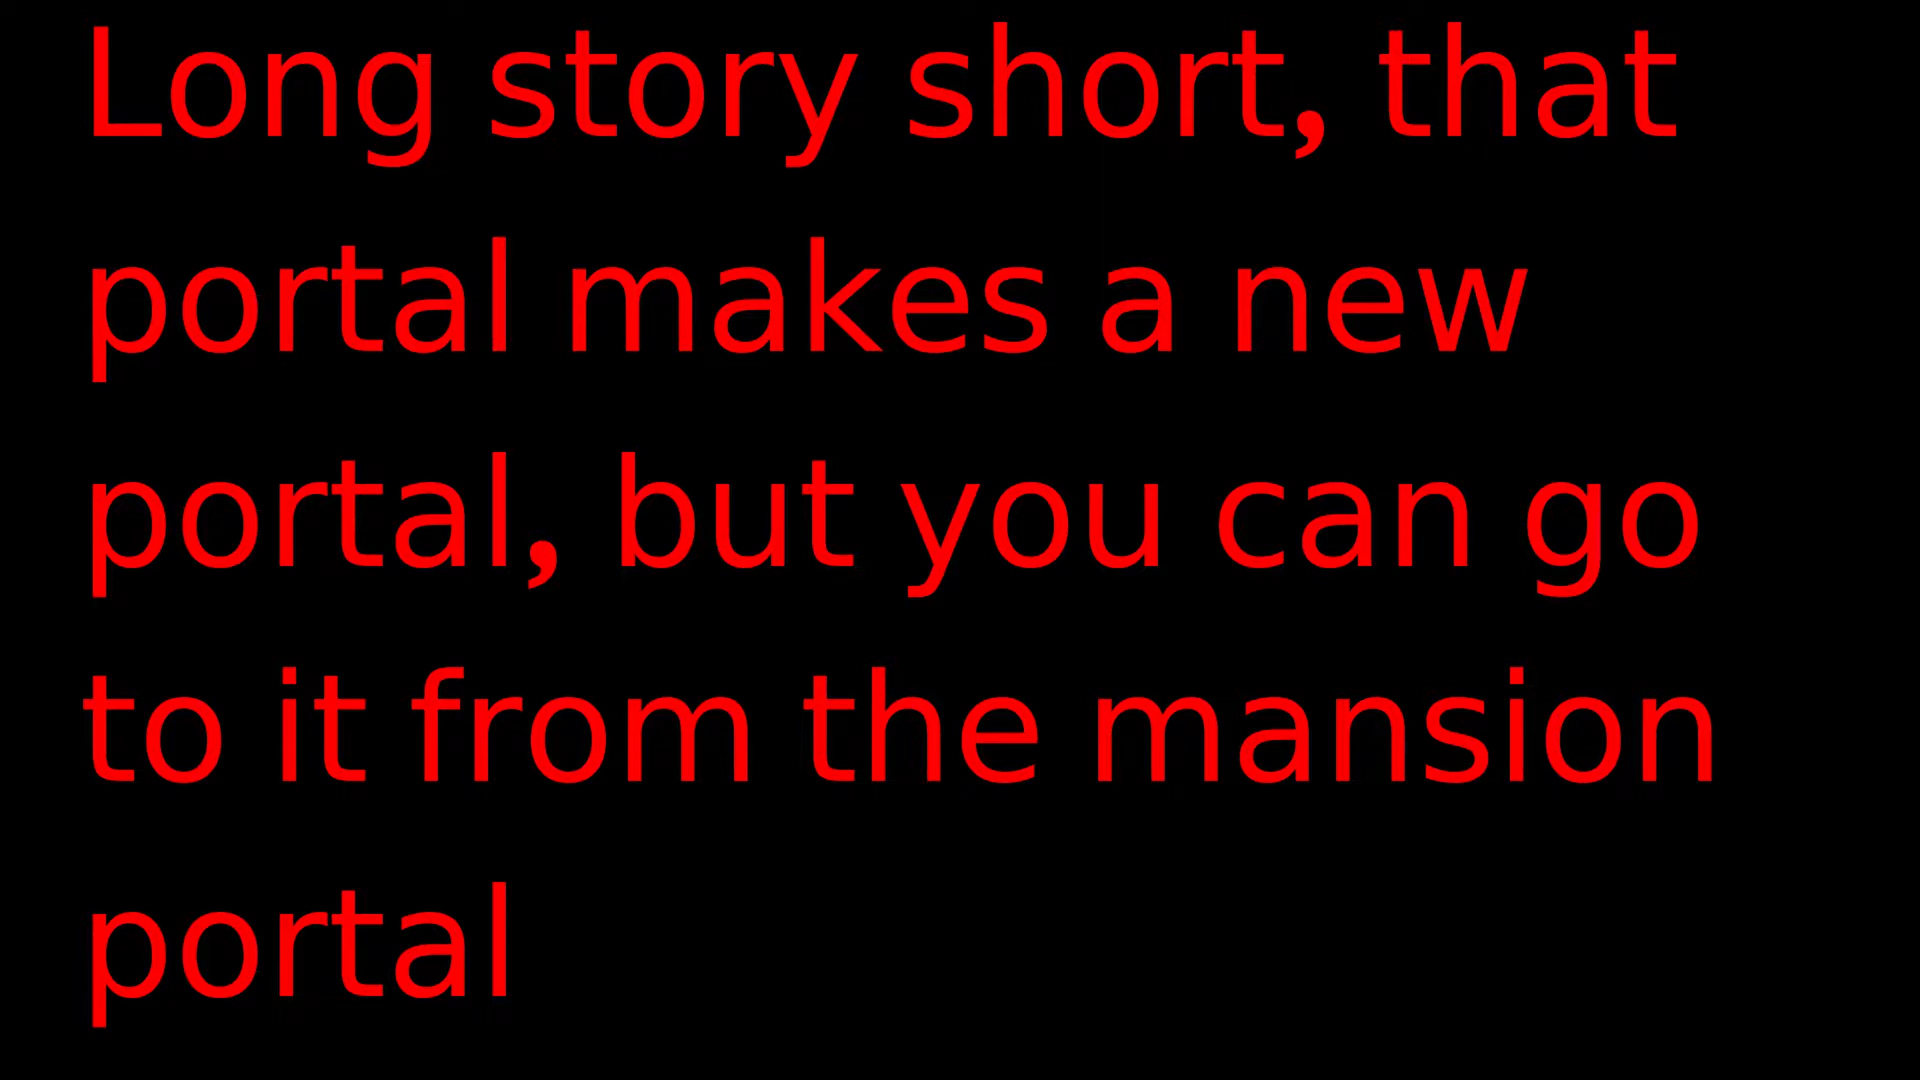 Long story short, that
portal makes a new
portal, but you can go
to it from the mansion
portal